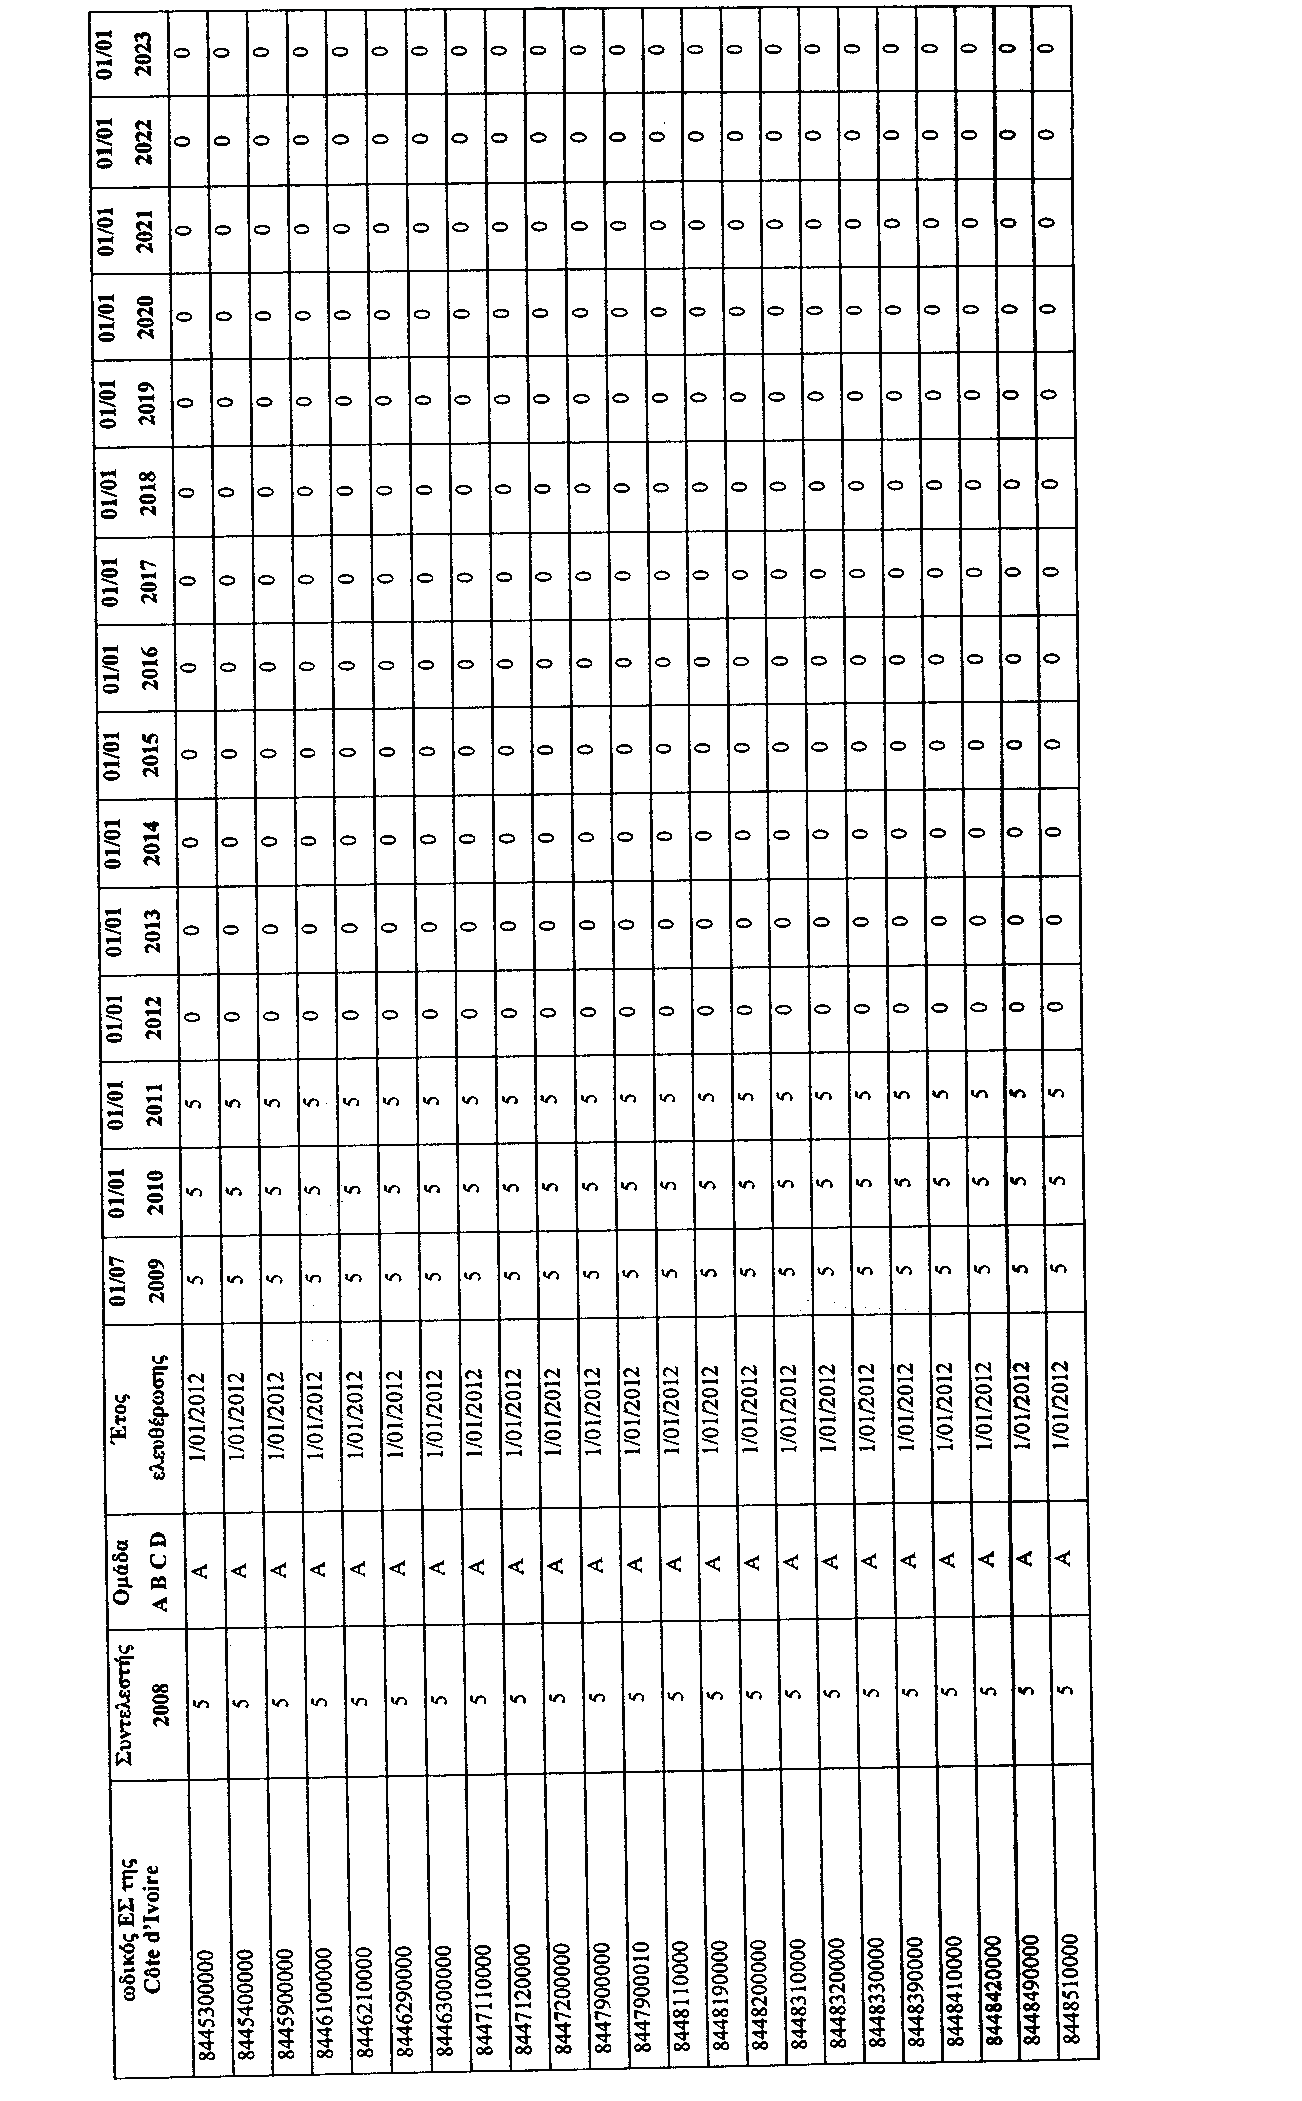 ωδικός ΕΣ της Côte d'Ivoire Συντελεστής 2008 Ομάδα A B C D Έτος ελευθέρωσης 01/07 2009 01/01 2010 01/01 2011 01/01 2012 01/01 2013 01/01 2014 01/01 2015 01/01 2016 01/01 2017 01/01 2018 01/01 2019 01/01 2020 01/01 2021 01/01 2022 01/01 2023
8445300000 5 A 1/01/2012 5 5 5 0 0 0 0 0 0 0 0 0 0 0 0
8445400000 5 A 1/01/2012 5 5 5 0 0 0 0 0 0 0 0 0 0 0 0
8445900000 5 A 1/01/2012 5 5 5 0 0 0 0 0 0 0 0 0 0 0 0
8446100000 5 A 1/01/2012 5 5 5 0 0 0 0 0 0 0 0 0 0 0 0
8446210000 5 A 1/01/2012 5 5 5 0 0 0 0 0 0 0 0 0 0 0 0
8446290000 5 A 1/01/2012 5 5 5 0 0 0 0 0 0 0 0 0 0 0 0
8446300000 5 A 1/01/2012 5 5 5 0 0 0 0 0 0 0 0 0 0 0 0
8447110000 5 A 1/01/2012 5 5 5 0 0 0 0 0 0 0 0 0 0 0 0
8447120000 5 A 1/01/2012 5 5 5 0 0 0 0 0 0 0 0 0 0 0 0
8447200000 5 A 1/01/2012 5 5 5 0 0 0 0 0 0 0 0 0 0 0 0
8447900000 5 A 1/01/2012 5 5 5 0 0 0 0 0 0 0 0 0 0 0 0
8447900010 5 A 1/01/2012 5 5 5 0 0 0 0 0 0 0 0 0 0 0 0
8448110000 5 A 1/01/2012 5 5 5 0 0 0 0 0 0 0 0 0 0 0 0
8448190000 5 A 1/01/2012 5 5 5 0 0 0 0 0 0 0 0 0 0 0 0
8448200000 5 A 1/01/2012 5 5 5 0 0 0 0 0 0 0 0 0 0 0 0
8448310000 5 A 1/01/2012 5 5 5 0 0 0 0 0 0 0 0 0 0 0 0
8448320000 5 A 1/01/2012 5 5 5 0 0 0 0 0 0 0 0 0 0 0 0
8448330000 5 A 1/01/2012 5 5 5 0 0 0 0 0 0 0 0 0 0 0 0
8448390000 5 A 1/01/2012 5 5 5 0 0 0 0 0 0 0 0 0 0 0 0
8448410000 5 A 1/01/2012 5 5 5 0 0 0 0 0 0 0 0 0 0 0 0
8448420000 5 A 1/01/2012 5 5 5 0 0 0 0 0 0 0 0 0 0 0 0
8448490000 5 A 1/01/2012 5 5 5 0 0 0 0 0 0 0 0 0 0 0 0
8448510000 5 A 1/01/2012 5 5 5 0 0 0 0 0 0 0 0 0 0 0 0